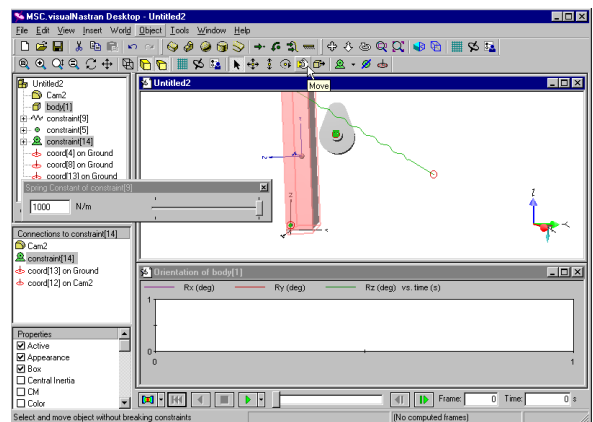 MSC.visualNastran Desktop - Untitled2
File Edit View Insert World Object Tools Window Help
Untitled2
Cam2
body[1]
constraint[9]
constraint[5]
constraint[14]
coord[4] on Ground
coord[8] on Ground
coord[13] on Ground
Spring Constant of constraint[9]
1000 N/m
Connections to constraint[14]
Cam2
constraint[14]
coord[13] on Ground
coord[12] on Cam2
Properties
Active
Appearance
Box
Central Inertia
CM
Color
Untitled2
Move
Z
Z
Z
Y
Orientation of body[1]
Rx (deg) Ry (deg) Rz (deg) vs. time (s)
1
0
0 1
Frame: 0 Time: 0 s
Select and move object without breaking constraints
(No computed frames)